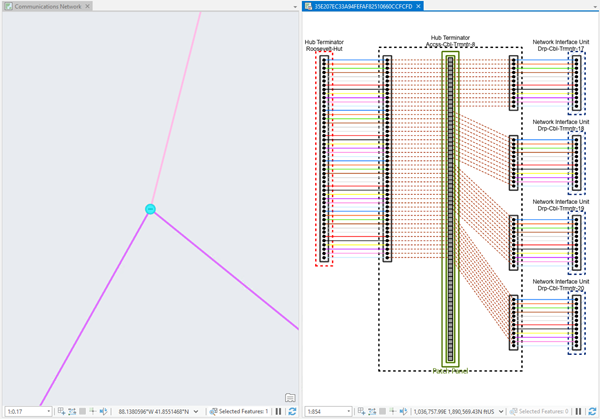 Communications Network
35E207EC33A94FEFAF82510660CCFCFD
Hub Terminator
Roosevelt-Hut
Hub Terminator
Accss-Cbl-Trmntr-8
Network Interface Unit
Drp-Cbl-Trmntr-17
Network Interface Unit
Drp-Cbl-Trmntr-18
Network Interface Unit
Drp-Cbl-Trmntr-19
Network Interface Unit
Drp-Cbl-Trmntr-20
Patch Panel
1:0.17
88.1380596°W 41.8551468°N
Selected Features: 1
1:854
1,036,757.99E 1,890,569.43N ftUS
Selected Features: 0